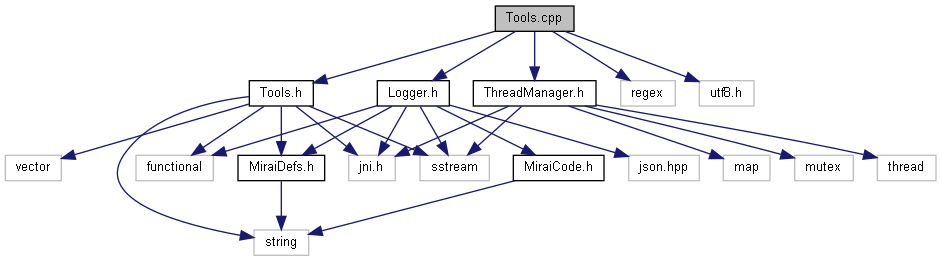 Tools.cpp
Tools.h
Logger.h
ThreadManager.h
regex
utf8.h
vector
functional
MiraiDefs.h
jni.h
sstream
MiraiCode.h
json.hpp
map
mutex
thread
string